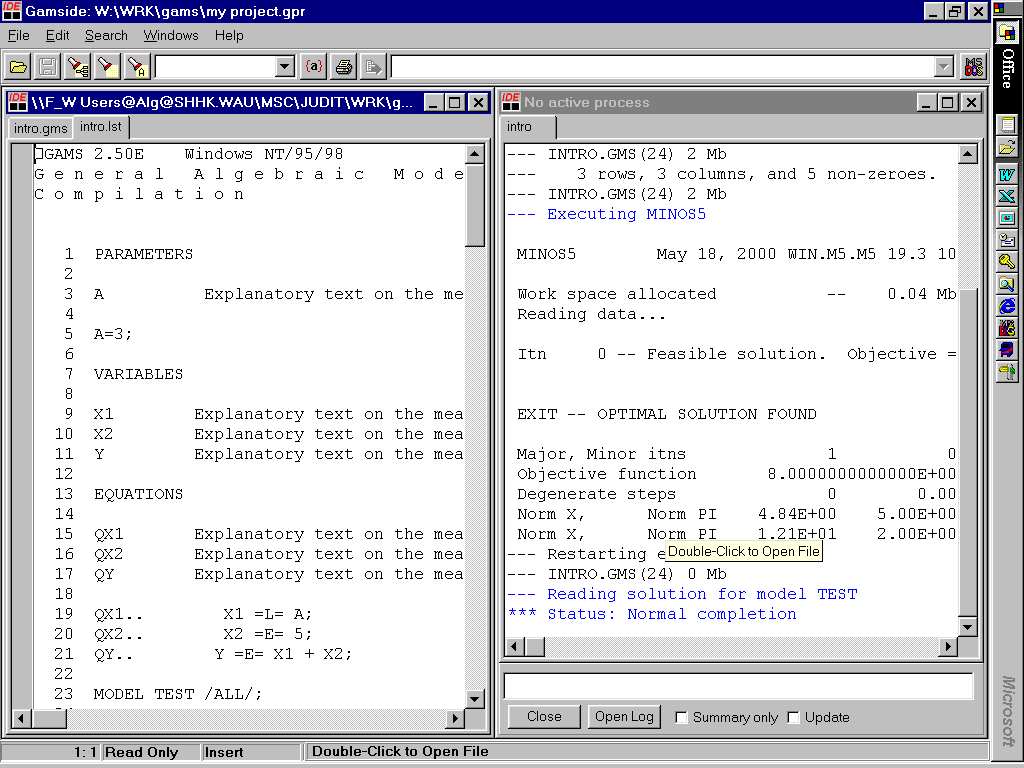 Gamside: W:\WRK\gams\my project.gpr
File Edit Search Windows Help
{a}
MS DOS
Office
IDE \\F_W Users@Alg@SHHK.WAU\MSC\JUDIT\WRK\g...
intro.gms intro.lst
GAMS 2.50E Windows NT/95/98
G e n e r a l A l g e b r a i c M o d e
C o m p i l a t i o n
1 PARAMETERS
2
3 A Explanatory text on the mea
4
5 A=3;
6
7 VARIABLES
8
9 X1 Explanatory text on the mea
10 X2 Explanatory text on the mea
11 Y Explanatory text on the mea
12
13 EQUATIONS
14
15 QX1 Explanatory text on the mea
16 QX2 Explanatory text on the mea
17 QY Explanatory text on the mea
18
19 QX1.. X1 =L= A;
20 QX2.. X2 =E= 5;
21 QY.. Y =E= X1 + X2;
22
23 MODEL TEST /ALL/;
IDE No active process
intro
--- INTRO.GMS(24) 2 Mb
--- 3 rows, 3 columns, and 5 non-zeroes.
--- INTRO.GMS(24) 2 Mb
--- Executing MINOS5
MINOS5 May 18, 2000 WIN.M5.M5 19.3 10
Work space allocated -- 0.04 Mb
Reading data...
Itn 0 -- Feasible solution. Objective =
EXIT -- OPTIMAL SOLUTION FOUND
Major, Minor itns 1 0
Objective function 8.0000000000000E+00
Degenerate steps 0 0.00
Norm X, Norm PI 4.84E+00 5.00E+00
Norm X, Norm PI 1.21E+01 2.00E+00
--- Restarting e
Double-Click to Open File
--- INTRO.GMS(24) 0 Mb
--- Reading solution for model TEST
*** Status: Normal completion
Close Open Log Summary only Update
Microsoft
1: 1 Read Only Insert Double-Click to Open File